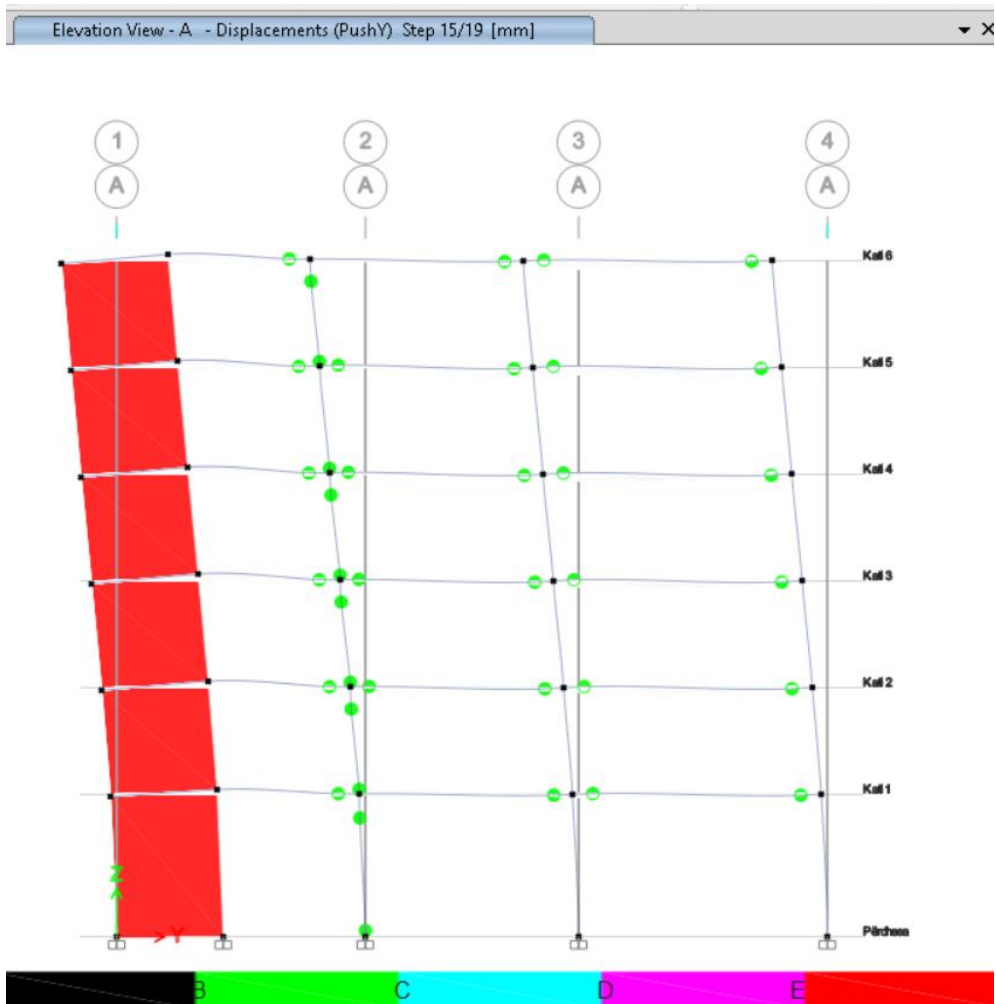 Elevation View - A - Displacements (PushY) Step 15/19 [mm]
1 2 3 4
A A A A
Kati 6
Kati 5
Kati 4
Kati 3
Kati 2
Kati 1
Z
Y
Përdhesa
B C D E